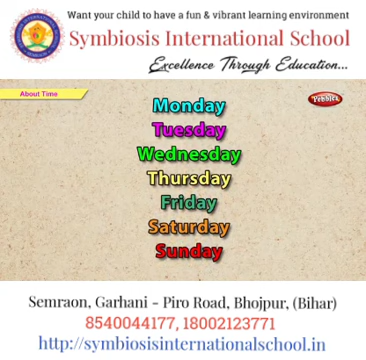 Want your child to have a fun & vibrant learning environment
Symbiosis International School
Excellence Through Education...
About Time
Pebbles
Monday
Tuesday
Wednesday
Thursday
Friday
Saturday
Sunday
Semraon, Garhani - Piro Road, Bhojpur, (Bihar)
8540044177, 18002123771
http://symbiosisinternationalschool.in